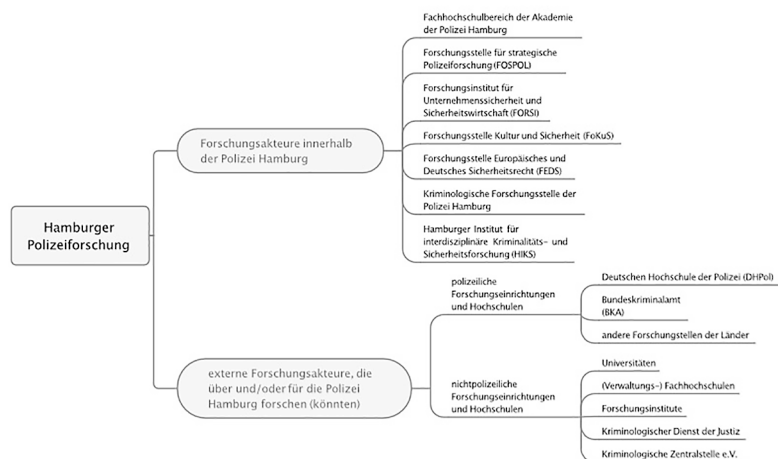 Hamburger
Polizeiforschung
Forschungsakteure innerhalb
der Polizei Hamburg
Fachhochschulbereich der Akademie
der Polizei Hamburg
Forschungsstelle für strategische
Polizeiforschung (FOSPOL)
Forschungsinstitut für
Unternehmenssicherheit und
Sicherheitswirtschaft (FORSI)
Forschungsstelle Kultur und Sicherheit (FoKuS)
Forschungsstelle Europäisches und
Deutsches Sicherheitsrecht (FEDS)
Kriminologische Forschungsstelle der
Polizei Hamburg
Hamburger Institut für
interdisziplinäre Kriminalitäts- und
Sicherheitsforschung (HIKS)
externe Forschungsakteure, die
über und/oder für die Polizei
Hamburg forschen (könnten)
polizeiliche
Forschungseinrichtungen
und Hochschulen
Deutschen Hochschule der Polizei (DHPol)
Bundeskriminalamt
(BKA)
andere Forschungstellen der Länder
nichtpolizeiliche
Forschungseinrichtungen
und Hochschulen
Universitäten
(Verwaltungs-) Fachhochschulen
Forschungsinstitute
Kriminologischer Dienst der Justiz
Kriminologische Zentralstelle e.V.